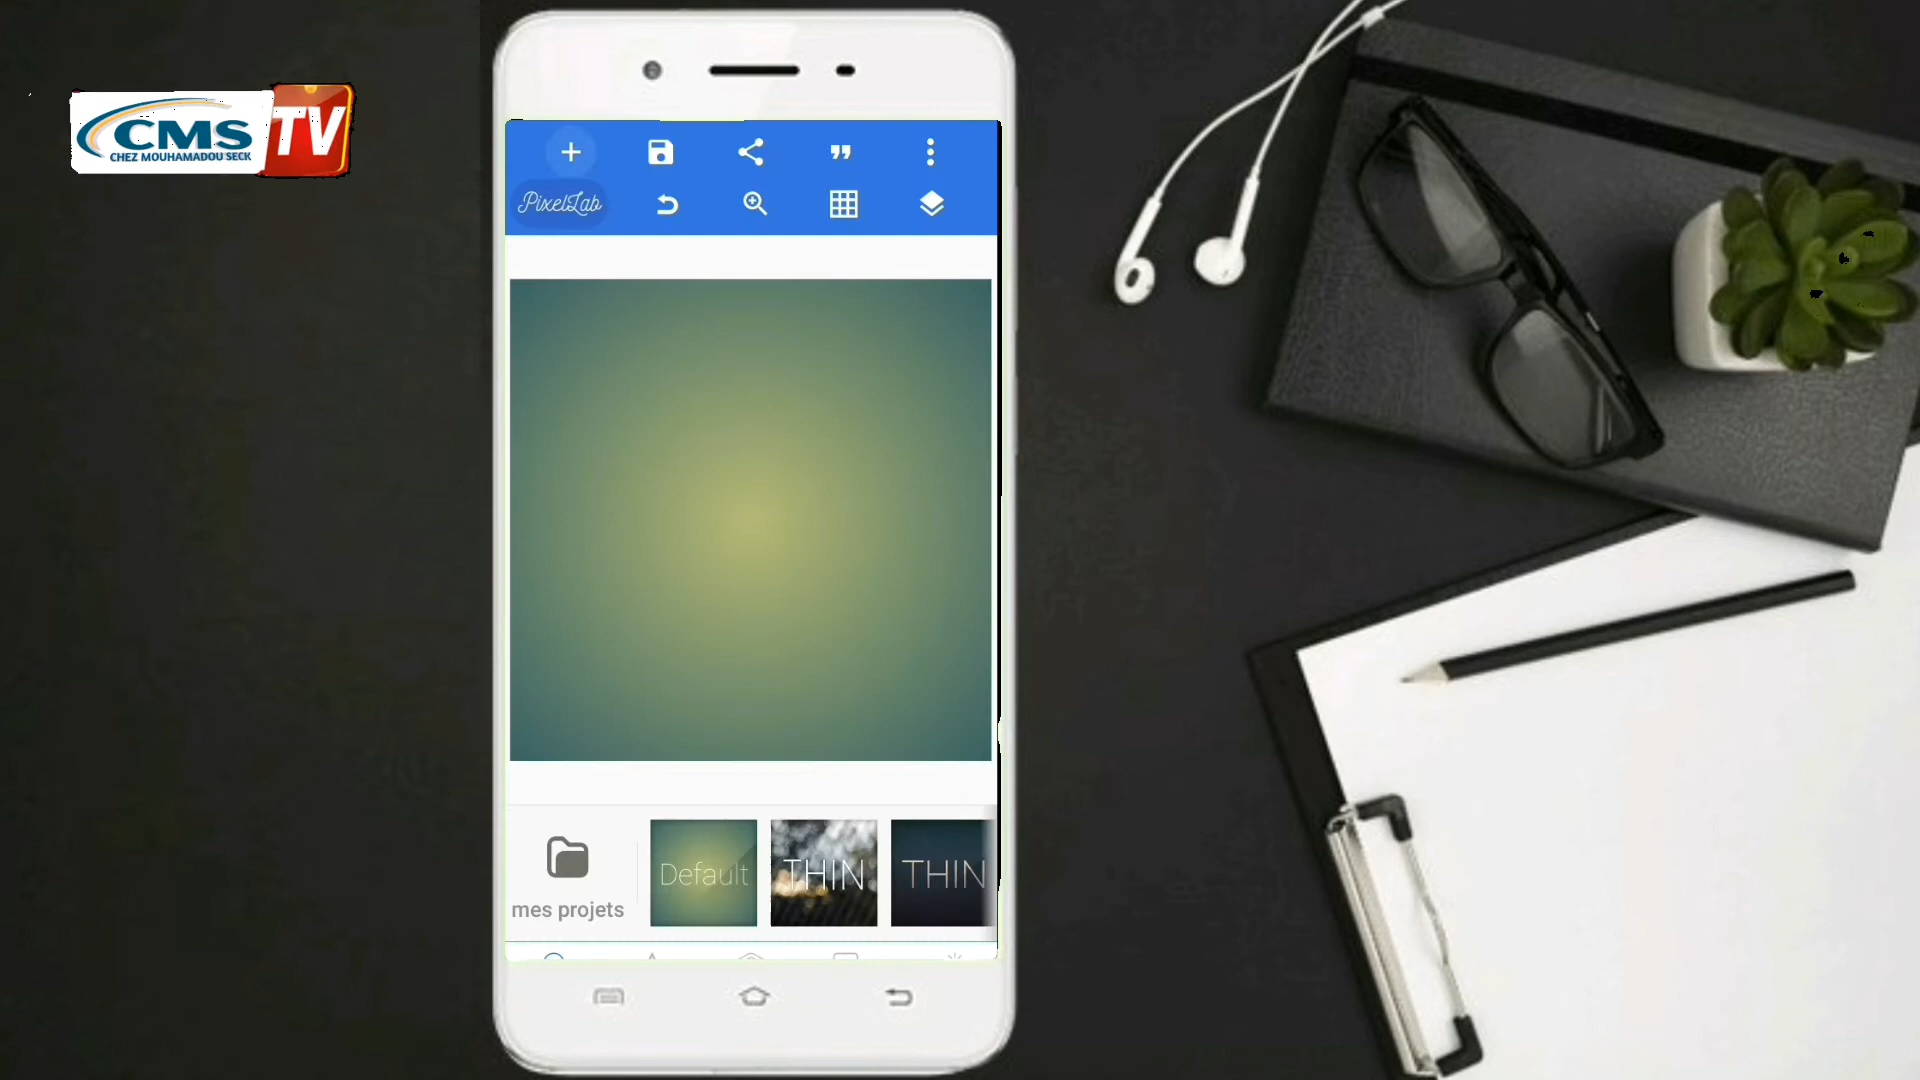 CMS TV
CHEZ MOUHAMADOU SECK
PixelLab
mes projets
Default
THIN
THIN